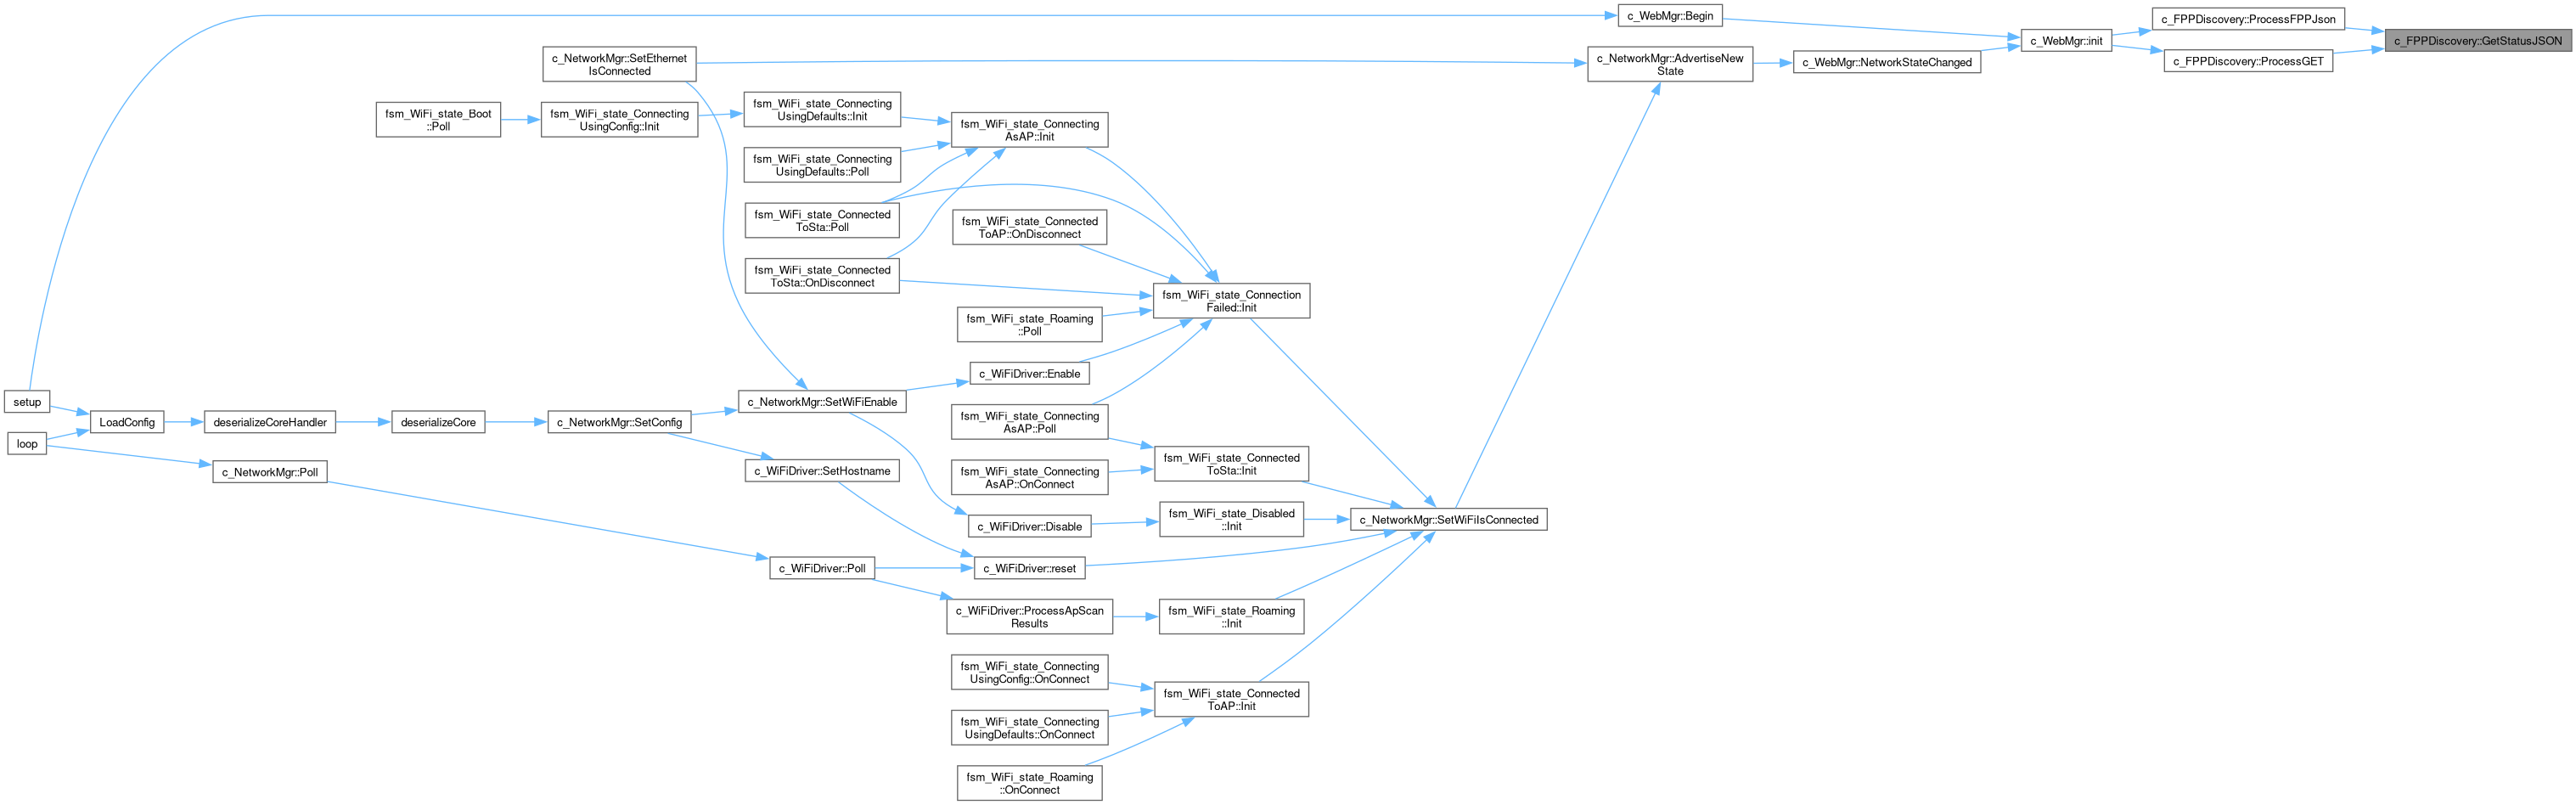 c_WebMgr::Begin
c_FPPDiscovery::ProcessFPPJson
c_WebMgr::init
c_FPPDiscovery::GetStatusJSON
c_NetworkMgr::SetEthernet
IsConnected
c_NetworkMgr::AdvertiseNew
State
c_WebMgr::NetworkStateChanged
c_FPPDiscovery::ProcessGET
fsm_WiFi_state_Boot
::Poll
fsm_WiFi_state_Connecting
UsingConfig::Init
fsm_WiFi_state_Connecting
UsingDefaults::Init
fsm_WiFi_state_Connecting
AsAP::Init
fsm_WiFi_state_Connecting
UsingDefaults::Poll
fsm_WiFi_state_Connected
ToSta::Poll
fsm_WiFi_state_Connected
ToAP::OnDisconnect
fsm_WiFi_state_Connected
ToSta::OnDisconnect
fsm_WiFi_state_Connection
Failed::Init
fsm_WiFi_state_Roaming
::Poll
c_WiFiDriver::Enable
setup
LoadConfig
deserializeCoreHandler
deserializeCore
c_NetworkMgr::SetConfig
c_NetworkMgr::SetWiFiEnable
fsm_WiFi_state_Connecting
AsAP::Poll
loop
c_NetworkMgr::Poll
c_WiFiDriver::SetHostname
fsm_WiFi_state_Connecting
AsAP::OnConnect
fsm_WiFi_state_Connected
ToSta::Init
c_WiFiDriver::Disable
fsm_WiFi_state_Disabled
::Init
c_NetworkMgr::SetWiFiIsConnected
c_WiFiDriver::Poll
c_WiFiDriver::reset
c_WiFiDriver::ProcessApScan
Results
fsm_WiFi_state_Roaming
::Init
fsm_WiFi_state_Connecting
UsingConfig::OnConnect
fsm_WiFi_state_Connected
ToAP::Init
fsm_WiFi_state_Connecting
UsingDefaults::OnConnect
fsm_WiFi_state_Roaming
::OnConnect